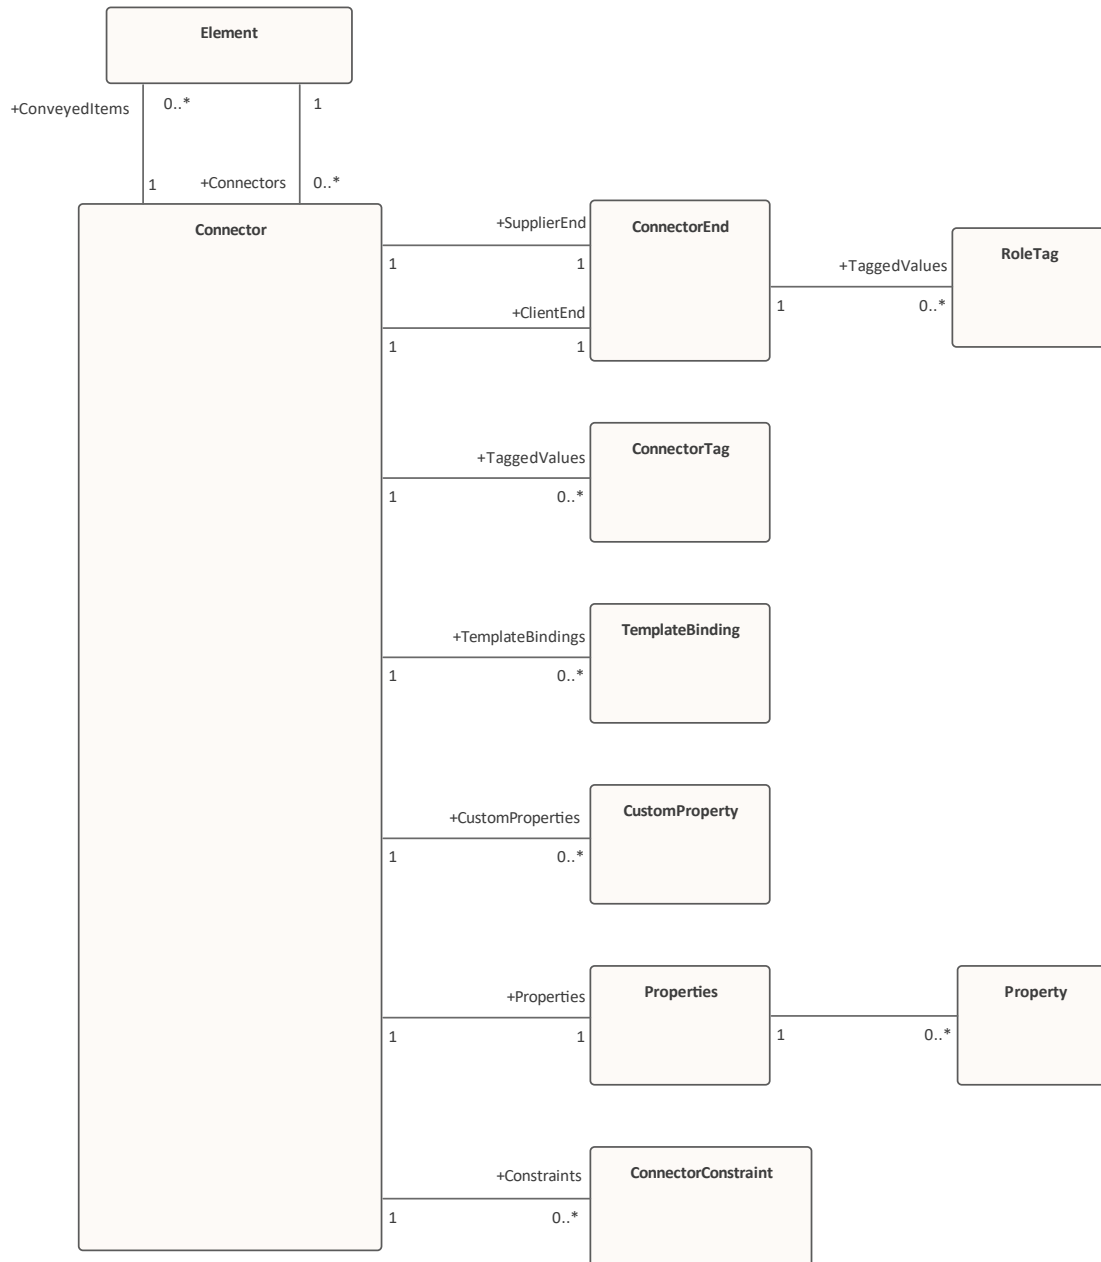 Element
+ConveyedItems
0..*
1
1
+Connectors
0..*
Connector
+SupplierEnd
1
1
ConnectorEnd
+ClientEnd
1
1
+TaggedValues
1
0..*
RoleTag
+TaggedValues
1
0..*
ConnectorTag
+TemplateBindings
1
0..*
TemplateBinding
+CustomProperties
1
0..*
CustomProperty
+Properties
1
1
Properties
1
0..*
Property
+Constraints
1
0..*
ConnectorConstraint